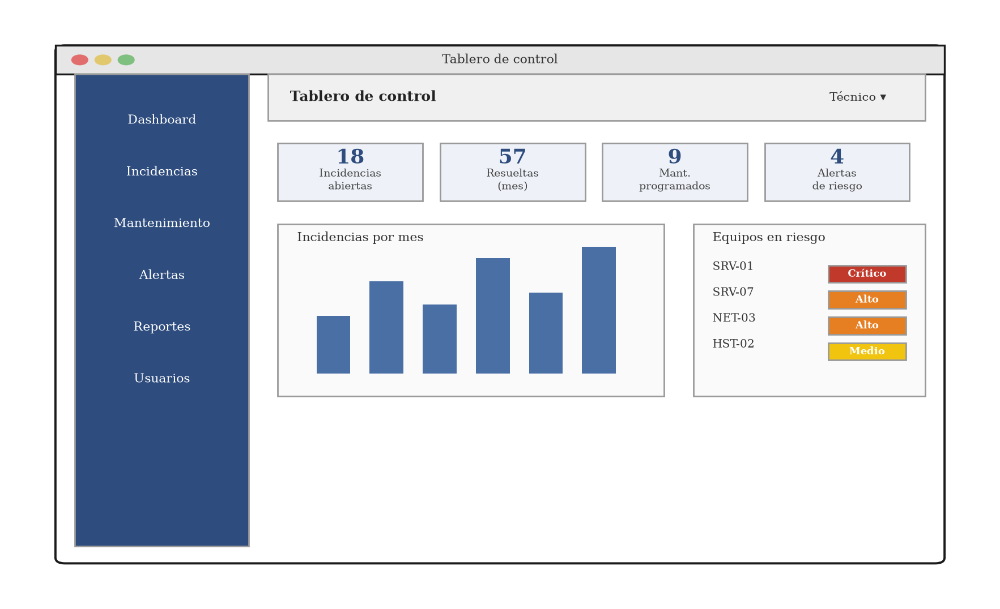 Tablero de control
Dashboard
Incidencias
Mantenimiento
Alertas
Reportes
Usuarios
Tablero de control
Técnico ▾
18
Incidencias
abiertas
57
Resueltas
(mes)
9
Mant.
programados
4
Alertas
de riesgo
Incidencias por mes
Equipos en riesgo
SRV-01 Crítico
SRV-07 Alto
NET-03 Alto
HST-02 Medio